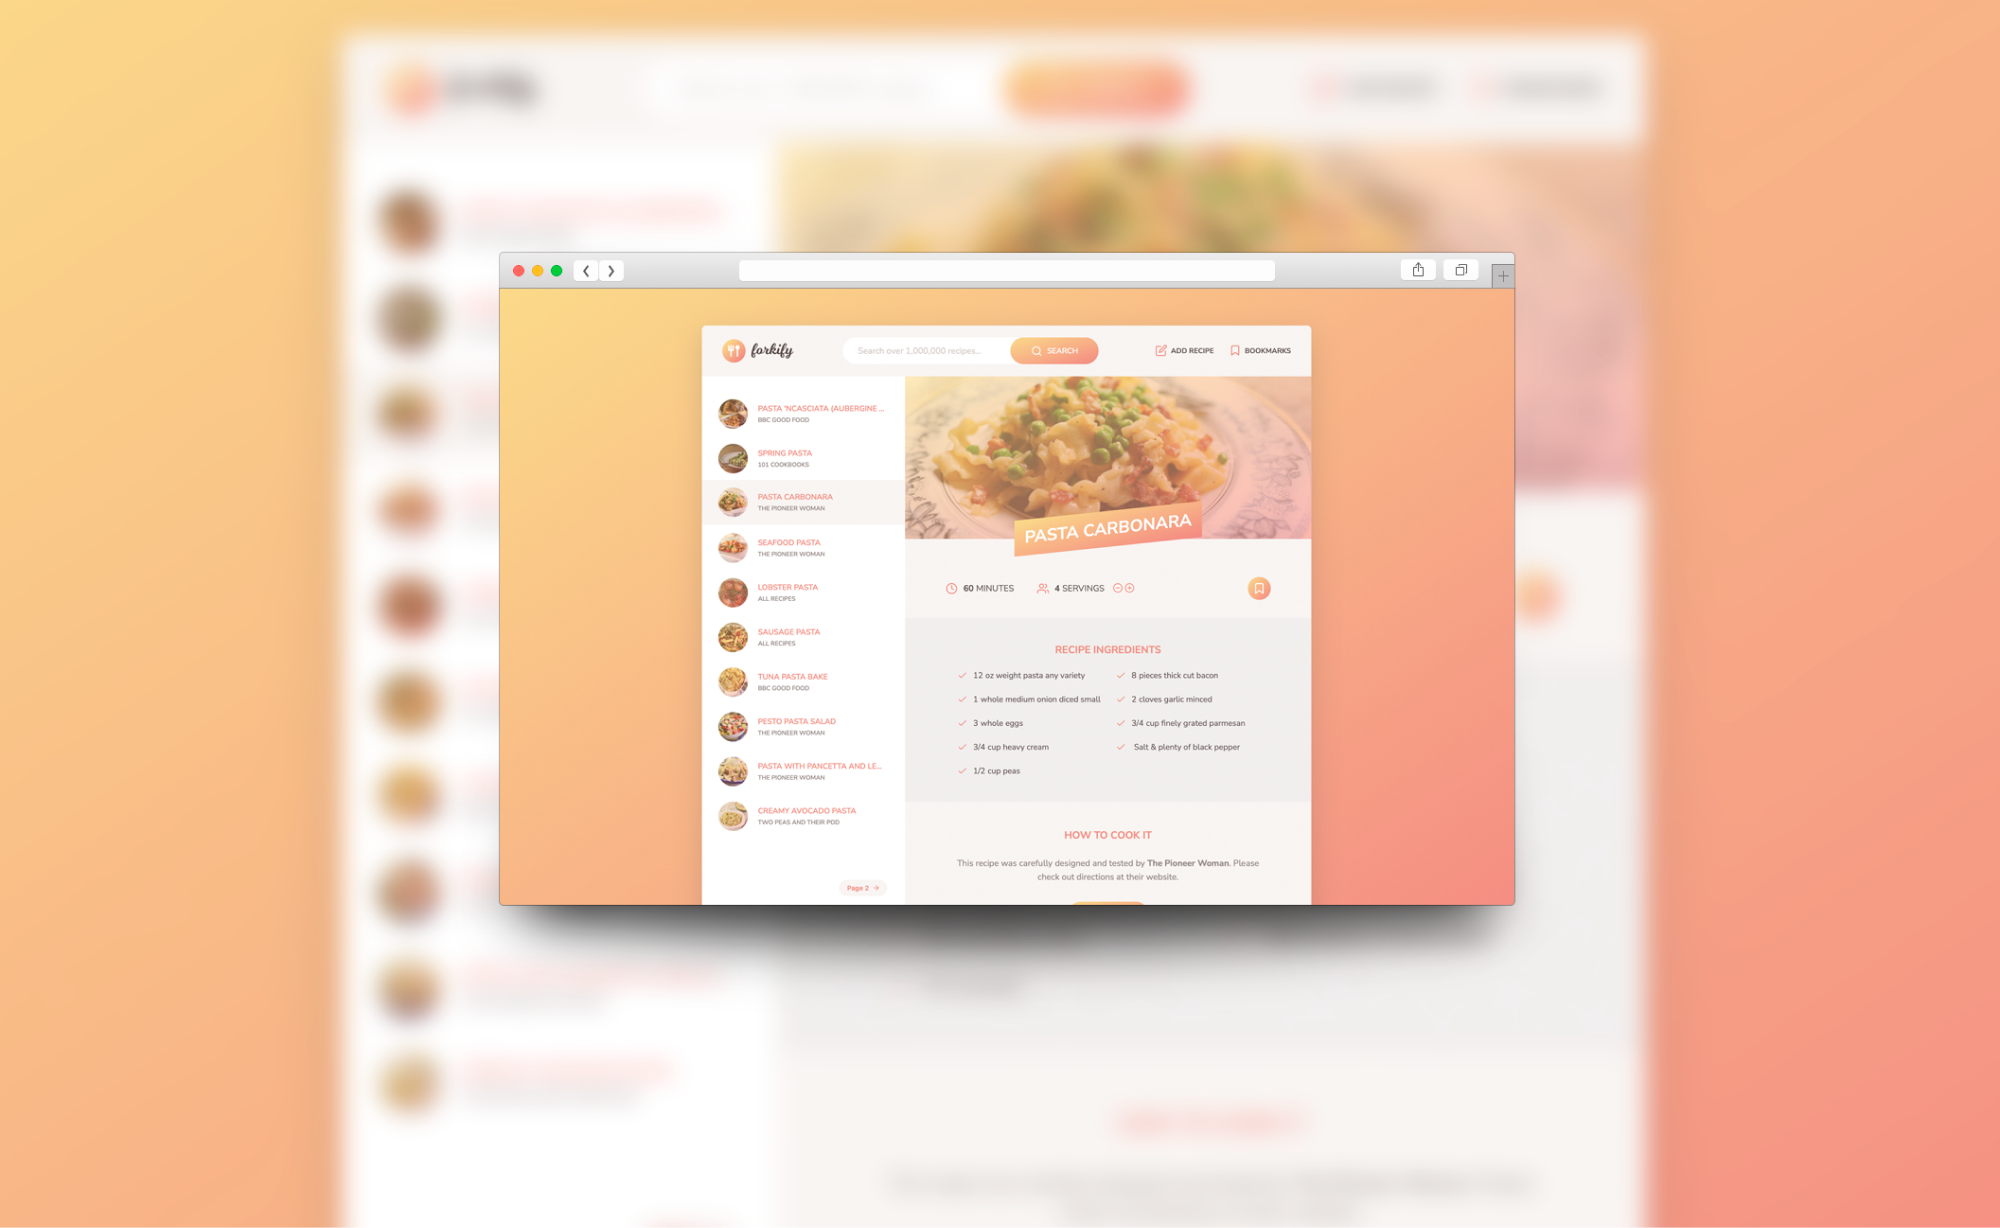 forkify
Search over 1,000,000 recipes...
SEARCH
ADD RECIPE
BOOKMARKS
PASTA 'NCASCIATA (AUBERGINE ...
BBC GOOD FOOD
SPRING PASTA
101 COOKBOOKS
PASTA CARBONARA
THE PIONEER WOMAN
SEAFOOD PASTA
THE PIONEER WOMAN
LOBSTER PASTA
ALL RECIPES
SAUSAGE PASTA
ALL RECIPES
TUNA PASTA BAKE
BBC GOOD FOOD
PESTO PASTA SALAD
THE PIONEER WOMAN
PASTA WITH PANCETTA AND LE...
THE PIONEER WOMAN
CREAMY AVOCADO PASTA
TWO PEAS AND THEIR POD
Page 2
PASTA CARBONARA
60 MINUTES
4 SERVINGS
RECIPE INGREDIENTS
12 oz weight pasta any variety
8 pieces thick cut bacon
1 whole medium onion diced small
2 cloves garlic minced
3 whole eggs
3/4 cup finely grated parmesan
3/4 cup heavy cream
Salt & plenty of black pepper
1/2 cup peas
HOW TO COOK IT
This recipe was carefully designed and tested by The Pioneer Woman. Please
check out directions at their website.